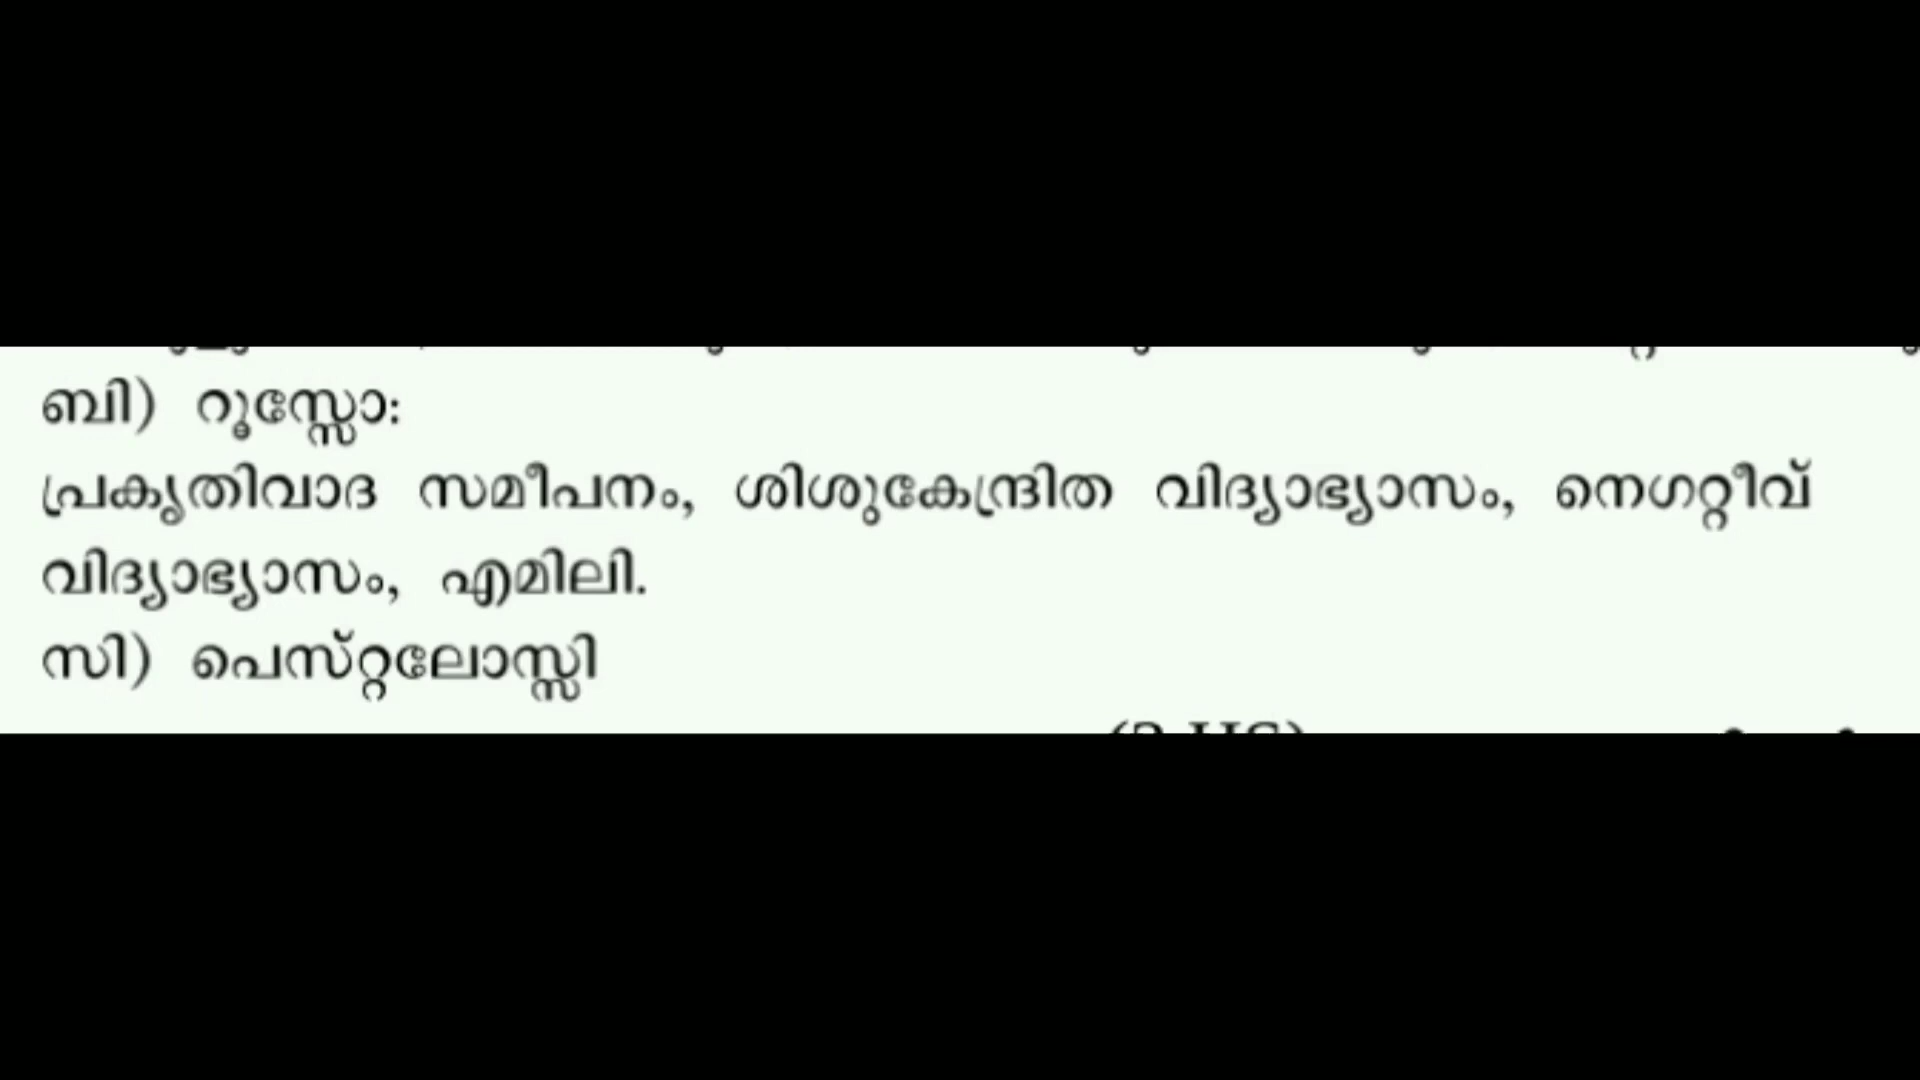 ബി) റൂസ്സോ:
പ്രകൃതിവാദ സമീപനം, ശിശുകേന്ദ്രിത വിദ്യാഭ്യാസം, നെഗറ്റീവ്
വിദ്യാഭ്യാസം, എമിലി.
സി) പെസ്റ്റലോസ്സി